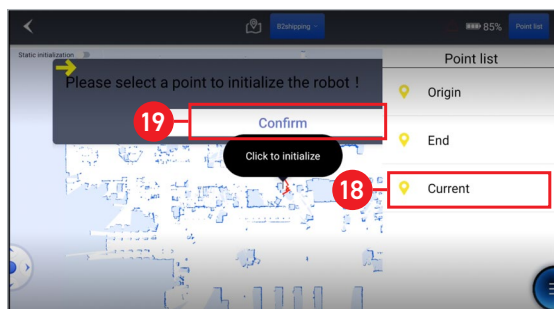 B2shipping
85%
Point list
Static initialization
Point list
Please select a point to initialize the robot !
Origin
19
Confirm
End
Click to initialize
18
Current